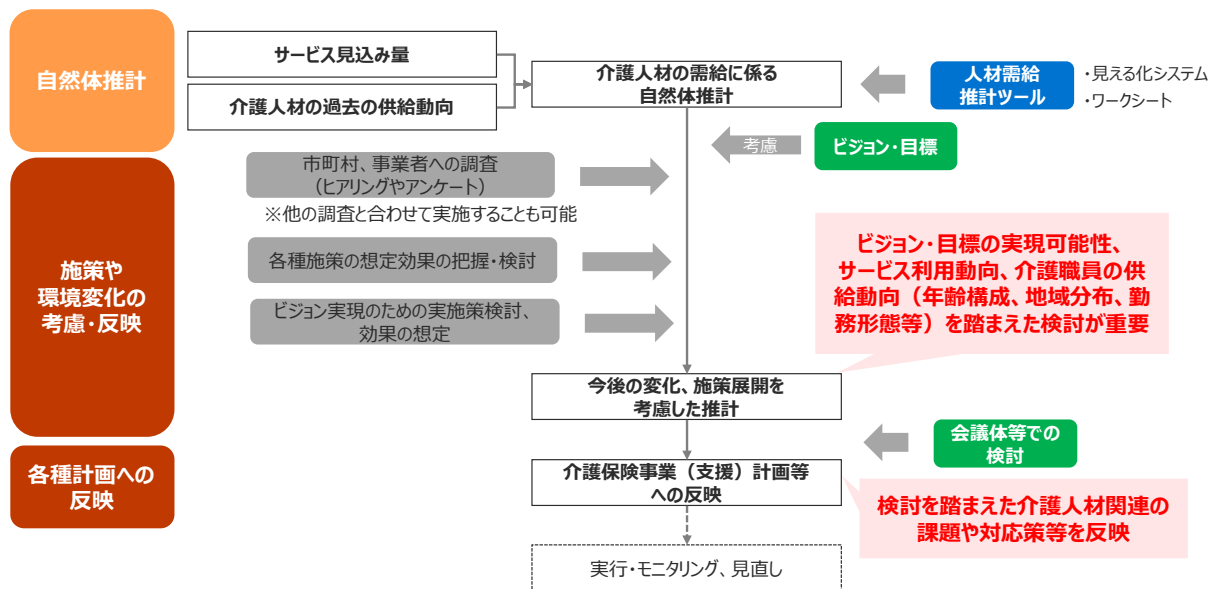 自然体推計
サービス見込み量
介護人材の過去の供給動向
介護人材の需給に係る
自然体推計
人材需給
推計ツール
・見える化システム
・ワークシート
考慮
ビジョン・目標
施策や
環境変化の
考慮・反映
市町村、事業者への調査
（ヒアリングやアンケート）
※他の調査と合わせて実施することも可能
各種施策の想定効果の把握・検討
ビジョン実現のための実施策検討、
効果の想定
ビジョン・目標の実現可能性、
サービス利用動向、介護職員の供
給動向（年齢構成、地域分布、勤
務形態等）を踏まえた検討が重要
今後の変化、施策展開を
考慮した推計
会議体等での
検討
各種計画への
反映
介護保険事業（支援）計画等
への反映
検討を踏まえた介護人材関連の
課題や対応策等を反映
実行・モニタリング、見直し